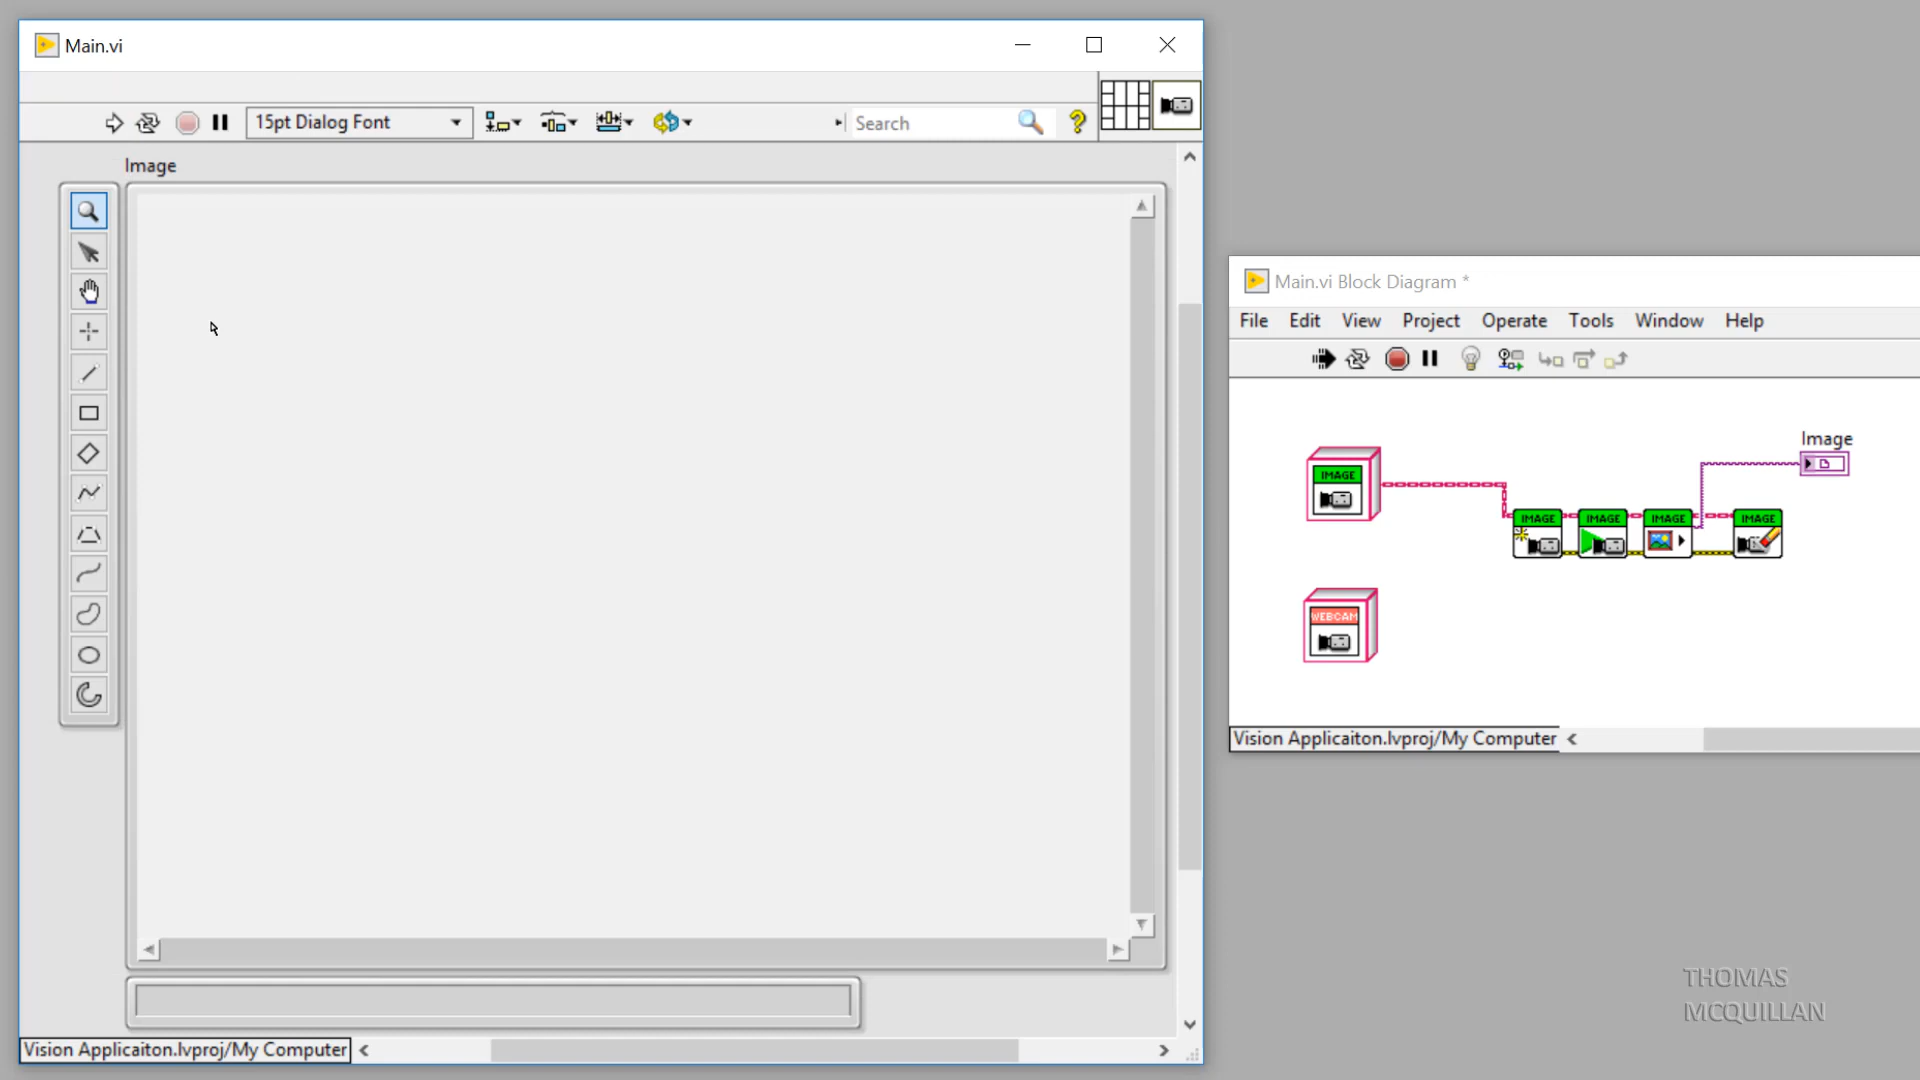 Main.vi
15pt Dialog Font
Search
Image
Vision Applicaiton.lvproj/My Computer
Main.vi Block Diagram *
File Edit View Project Operate Tools Window Help
Image
IMAGE
IMAGE IMAGE IMAGE IMAGE
WEBCAM
Vision Applicaiton.lvproj/My Computer
THOMAS
MCQUILLAN